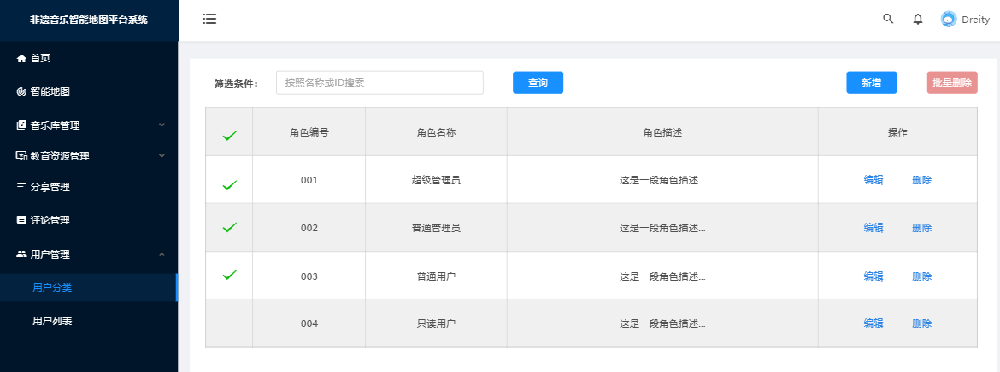 非遗音乐智能地图平台系统
Dreity
首页
智能地图
音乐库管理
教育资源管理
分享管理
评论管理
用户管理
用户分类
用户列表
筛选条件：
按照名称或ID搜索
查询
新增
批量删除
角色编号 角色名称 角色描述 操作
001 超级管理员 这是一段角色描述... 编辑 删除
002 普通管理员 这是一段角色描述... 编辑 删除
003 普通用户 这是一段角色描述... 编辑 删除
004 只读用户 这是一段角色描述... 编辑 删除